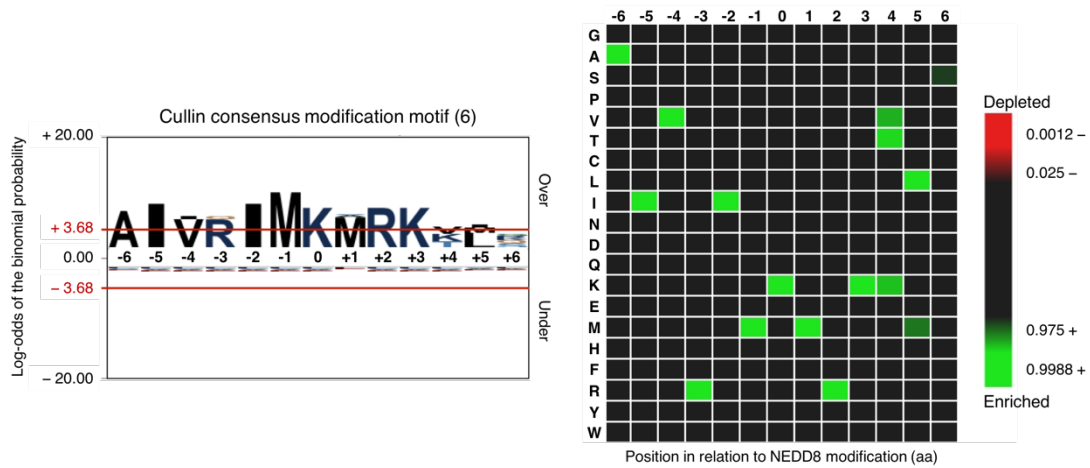 Cullin consensus modification motif (6)
Log-odds of the binomial probability
+ 20.00
+ 3.68
0.00
– 3.68
– 20.00
Over
Under
A I V R I M K M R K
-6 -5 -4 -3 -2 -1 0 +1 +2 +3 +4 +5 +6
-6 -5 -4 -3 -2 -1 0 1 2 3 4 5 6
G
A
S
P
V
T
C
L
I
N
D
Q
K
E
M
H
F
R
Y
W
Position in relation to NEDD8 modification (aa)
Depleted
0.0012 –
0.025 –
0.975 +
0.9988 +
Enriched